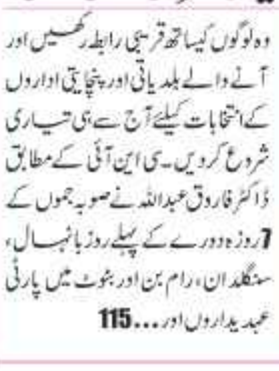 وہ لوگوں کیساتھ قریبی رابطہ رکھیں اور
آنے والے بلدیاتی اور پنچایتی اداروں
کے انتخابات کیلئے آج سے ہی تیاری
شروع کردیں۔ سی این آئی کے مطابق
ڈاکٹر فاروق عبداللہ نے صوبہ جموں کے
7روزہ دورے کے پہلے روز بانہال،
سنگلدان، رام بن اور بٹوٹ میں پارٹی
عہدیداروں اور ...115